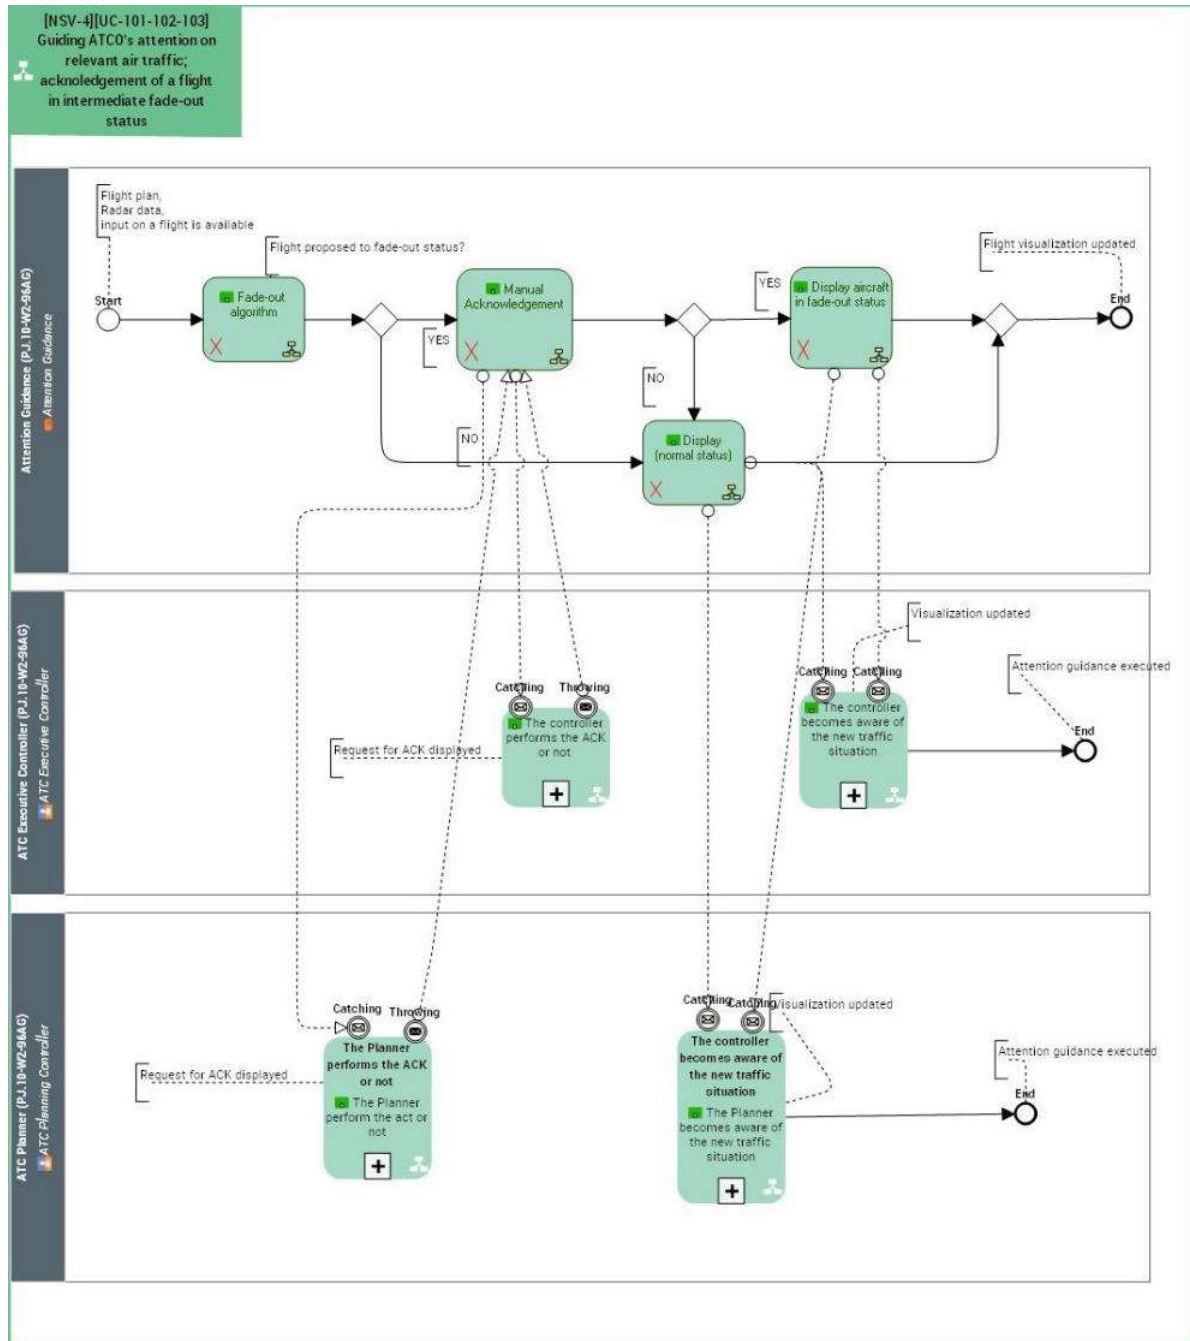 [NSV-4][UC-101-102-103]
Guiding ATCO's attention on
relevant air traffic;
acknoledgement of a flight
in intermediate fade-out
status
Attention Guidance (PJ.10-W2-96AG)
Attention Guidance
Flight plan,
Radar data,
input on a flight is available
Start
Fade-out
algorithm
Flight proposed to fade-out status?
YES
NO
Manual
Acknowledgement
YES
NO
Display aircraft
in fade-out status
Display
(normal status)
Flight visualization updated
End
ATC Executive Controller (PJ.10-W2-96AG)
ATC Executive Controller
Request for ACK displayed
Catching
Throwing
The controller
performs the ACK
or not
Catching
Catching
The controller
becomes aware of
the new traffic
situation
Visualization updated
Attention guidance executed
End
ATC Planner (PJ.10-W2-96AG)
ATC Planning Controller
Request for ACK displayed
Catching
Throwing
The Planner
performs the ACK
or not
The Planner
perform the act or
not
Catching
Catching
Visualization updated
The controller
becomes aware of
the new traffic
situation
The Planner
becomes aware of
the new traffic
situation
Attention guidance executed
End